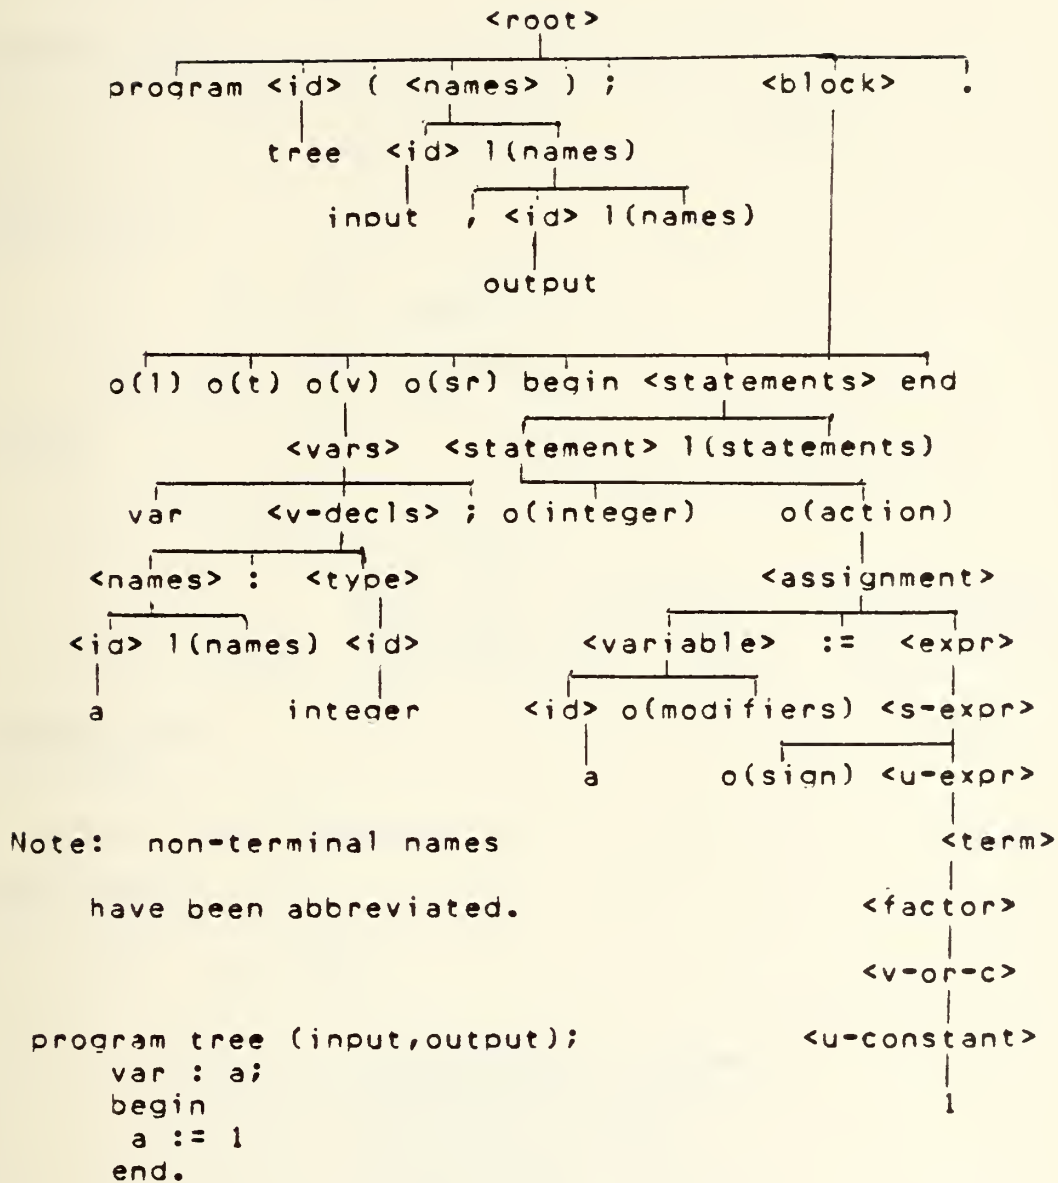 <root>
program <id> ( <names> ) ; <block> .
tree <id> l(names)
input , <id> l(names)
output
o(l) o(t) o(v) o(sr) begin <statements> end
<vars> <statement> l(statements)
var <v-decls> ; o(integer) o(action)
<names> : <type> <assignment>
<id> l(names) <id> <variable> := <expr>
a integer <id> o(modifiers) <s-expr>
a o(sign) <u-expr>
Note: non-terminal names <term>
have been abbreviated. <factor>
<v-or-c>
program tree (input,output); <u-constant>
var : a;
begin 1
a := 1
end.